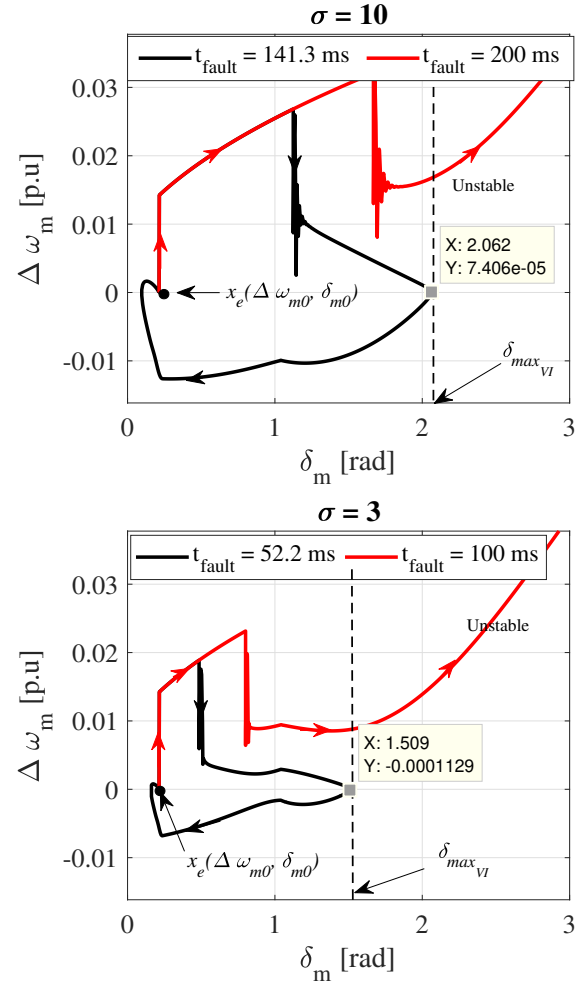 σ = 10
t_fault = 141.3 ms t_fault = 200 ms
0.03
0.02
0.01
0
-0.01
Δ ω_m [p.u]
Unstable
X: 2.062
Y: 7.406e-05
x_e(Δ ω_m0, δ_m0)
δ_max_VI
0 1 2 3
δ_m [rad]
σ = 3
t_fault = 52.2 ms t_fault = 100 ms
0.03
0.02
0.01
0
-0.01
Δ ω_m [p.u]
Unstable
X: 1.509
Y: -0.0001129
x_e(Δ ω_m0, δ_m0)
δ_max_VI
0 1 2 3
δ_m [rad]